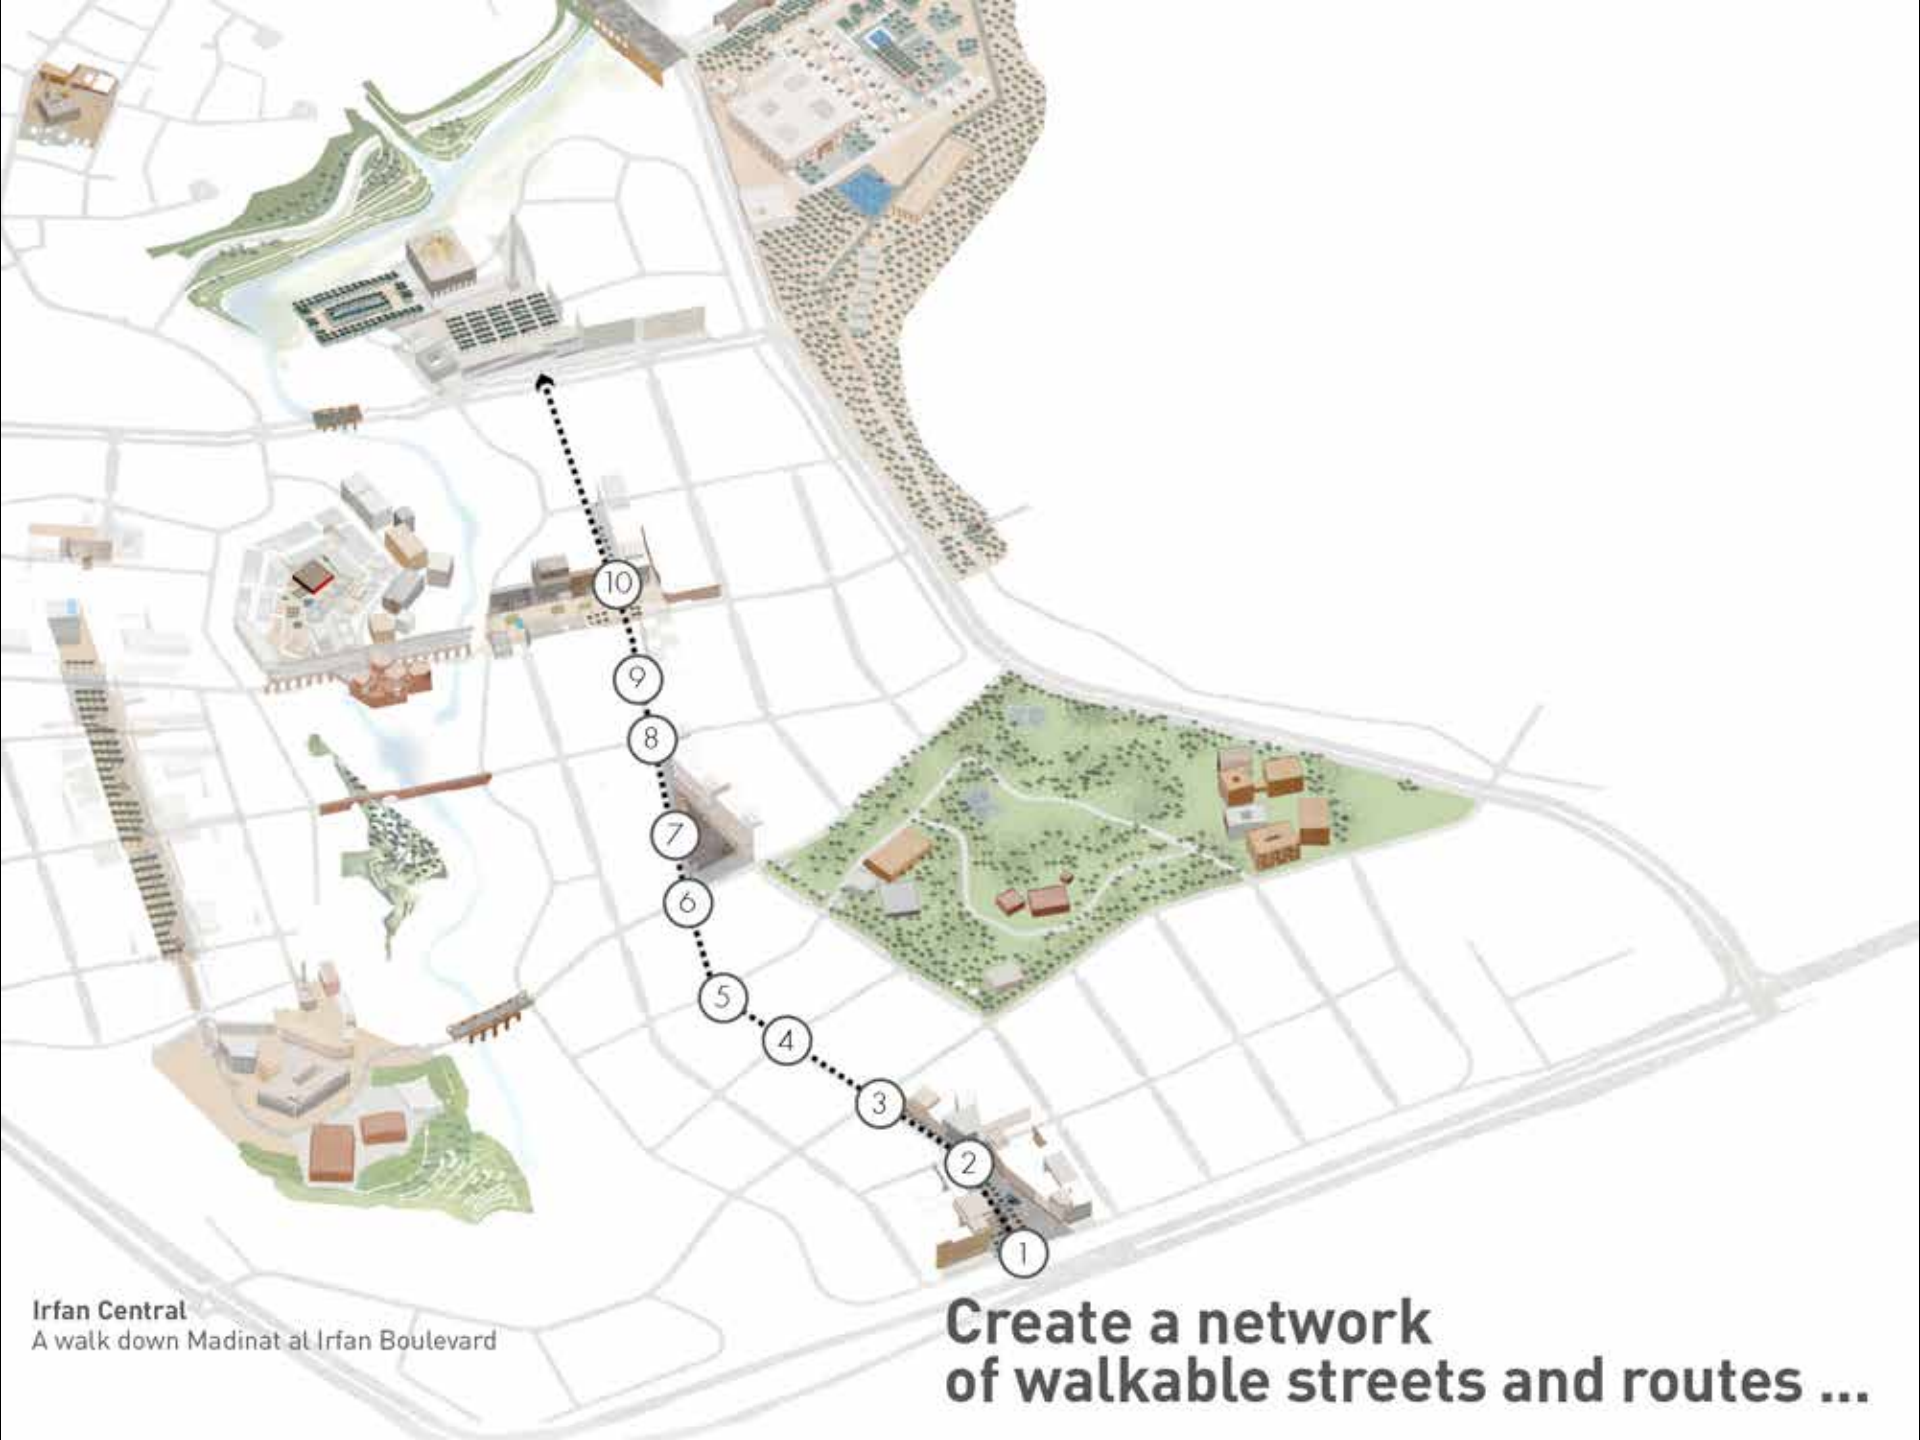 10
9
8
7
6
5
4
3
2
1
Irfan Central
A walk down Madinat al Irfan Boulevard
Create a network
of walkable streets and routes ...